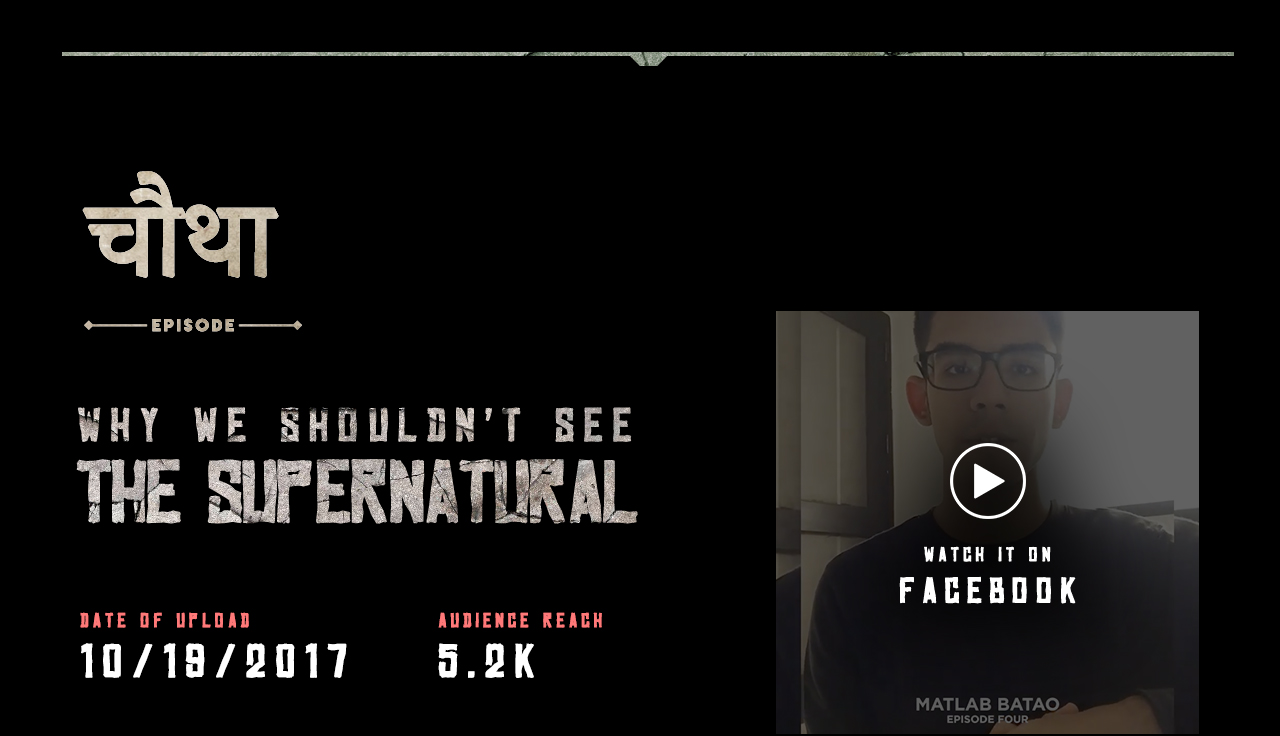 चौथा
EPISODE
WHY WE SHOULDN'T SEE
THE SUPERNATURAL
DATE OF UPLOAD
10/19/2017
AUDIENCE REACH
5.2K
WATCH IT ON
FACEBOOK
MATLAB BATAO
EPISODE FOUR